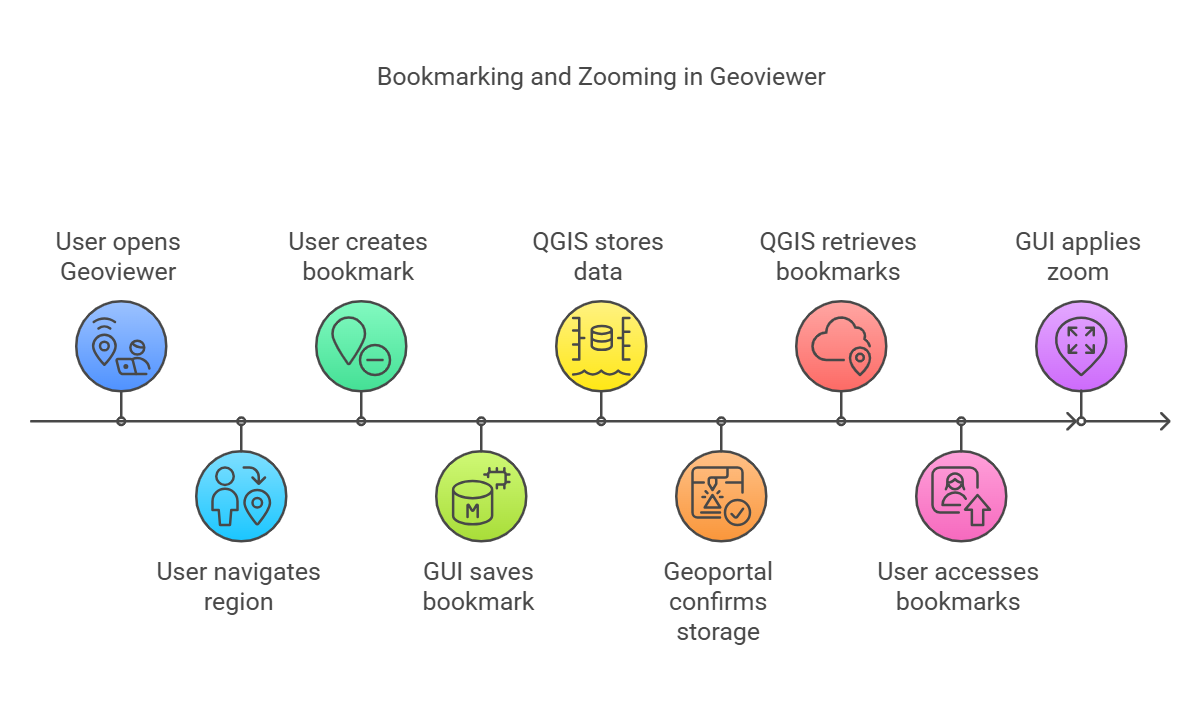 Bookmarking and Zooming in Geoviewer
User opens
Geoviewer
User creates
bookmark
QGIS stores
data
QGIS retrieves
bookmarks
GUI applies
zoom
M
User navigates
region
GUI saves
bookmark
Geoportal
confirms
storage
User accesses
bookmarks